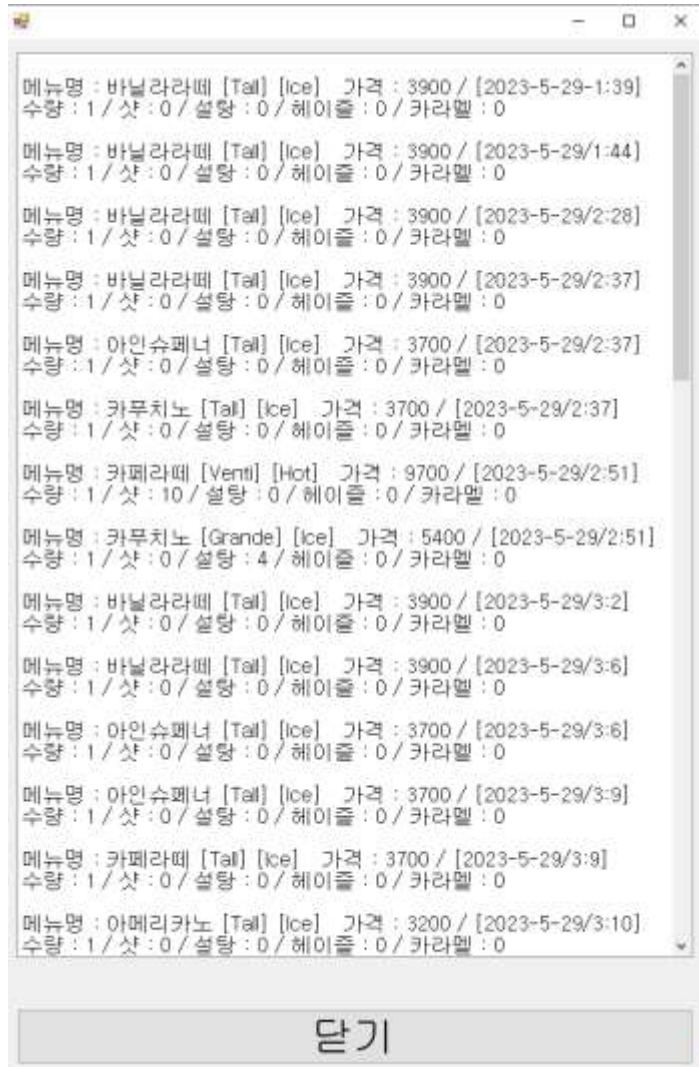 메뉴명 : 바닐라라떼 [Tall] [Ice] 가격 : 3900 / [2023-5-29-1:39]
수량 : 1 / 샷 : 0 / 설탕 : 0 / 헤이즐 : 0 / 카라멜 : 0
메뉴명 : 바닐라라떼 [Tall] [Ice] 가격 : 3900 / [2023-5-29/1:44]
수량 : 1 / 샷 : 0 / 설탕 : 0 / 헤이즐 : 0 / 카라멜 : 0
메뉴명 : 바닐라라떼 [Tall] [Ice] 가격 : 3900 / [2023-5-29/2:28]
수량 : 1 / 샷 : 0 / 설탕 : 0 / 헤이즐 : 0 / 카라멜 : 0
메뉴명 : 바닐라라떼 [Tall] [Ice] 가격 : 3900 / [2023-5-29/2:37]
수량 : 1 / 샷 : 0 / 설탕 : 0 / 헤이즐 : 0 / 카라멜 : 0
메뉴명 : 아인슈페너 [Tall] [Ice] 가격 : 3700 / [2023-5-29/2:37]
수량 : 1 / 샷 : 0 / 설탕 : 0 / 헤이즐 : 0 / 카라멜 : 0
메뉴명 : 카푸치노 [Tall] [Ice] 가격 : 3700 / [2023-5-29/2:37]
수량 : 1 / 샷 : 0 / 설탕 : 0 / 헤이즐 : 0 / 카라멜 : 0
메뉴명 : 카페라떼 [Venti] [Hot] 가격 : 9700 / [2023-5-29/2:51]
수량 : 1 / 샷 : 10 / 설탕 : 0 / 헤이즐 : 0 / 카라멜 : 0
메뉴명 : 카푸치노 [Grande] [Ice] 가격 : 5400 / [2023-5-29/2:51]
수량 : 1 / 샷 : 0 / 설탕 : 4 / 헤이즐 : 0 / 카라멜 : 0
메뉴명 : 바닐라라떼 [Tall] [Ice] 가격 : 3900 / [2023-5-29/3:2]
수량 : 1 / 샷 : 0 / 설탕 : 0 / 헤이즐 : 0 / 카라멜 : 0
메뉴명 : 바닐라라떼 [Tall] [Ice] 가격 : 3900 / [2023-5-29/3:6]
수량 : 1 / 샷 : 0 / 설탕 : 0 / 헤이즐 : 0 / 카라멜 : 0
메뉴명 : 아인슈페너 [Tall] [Ice] 가격 : 3700 / [2023-5-29/3:6]
수량 : 1 / 샷 : 0 / 설탕 : 0 / 헤이즐 : 0 / 카라멜 : 0
메뉴명 : 아인슈페너 [Tall] [Ice] 가격 : 3700 / [2023-5-29/3:9]
수량 : 1 / 샷 : 0 / 설탕 : 0 / 헤이즐 : 0 / 카라멜 : 0
메뉴명 : 카페라떼 [Tall] [Ice] 가격 : 3700 / [2023-5-29/3:9]
수량 : 1 / 샷 : 0 / 설탕 : 0 / 헤이즐 : 0 / 카라멜 : 0
메뉴명 : 아메리카노 [Tall] [Ice] 가격 : 3200 / [2023-5-29/3:10]
수량 : 1 / 샷 : 0 / 설탕 : 0 / 헤이즐 : 0 / 카라멜 : 0
닫기